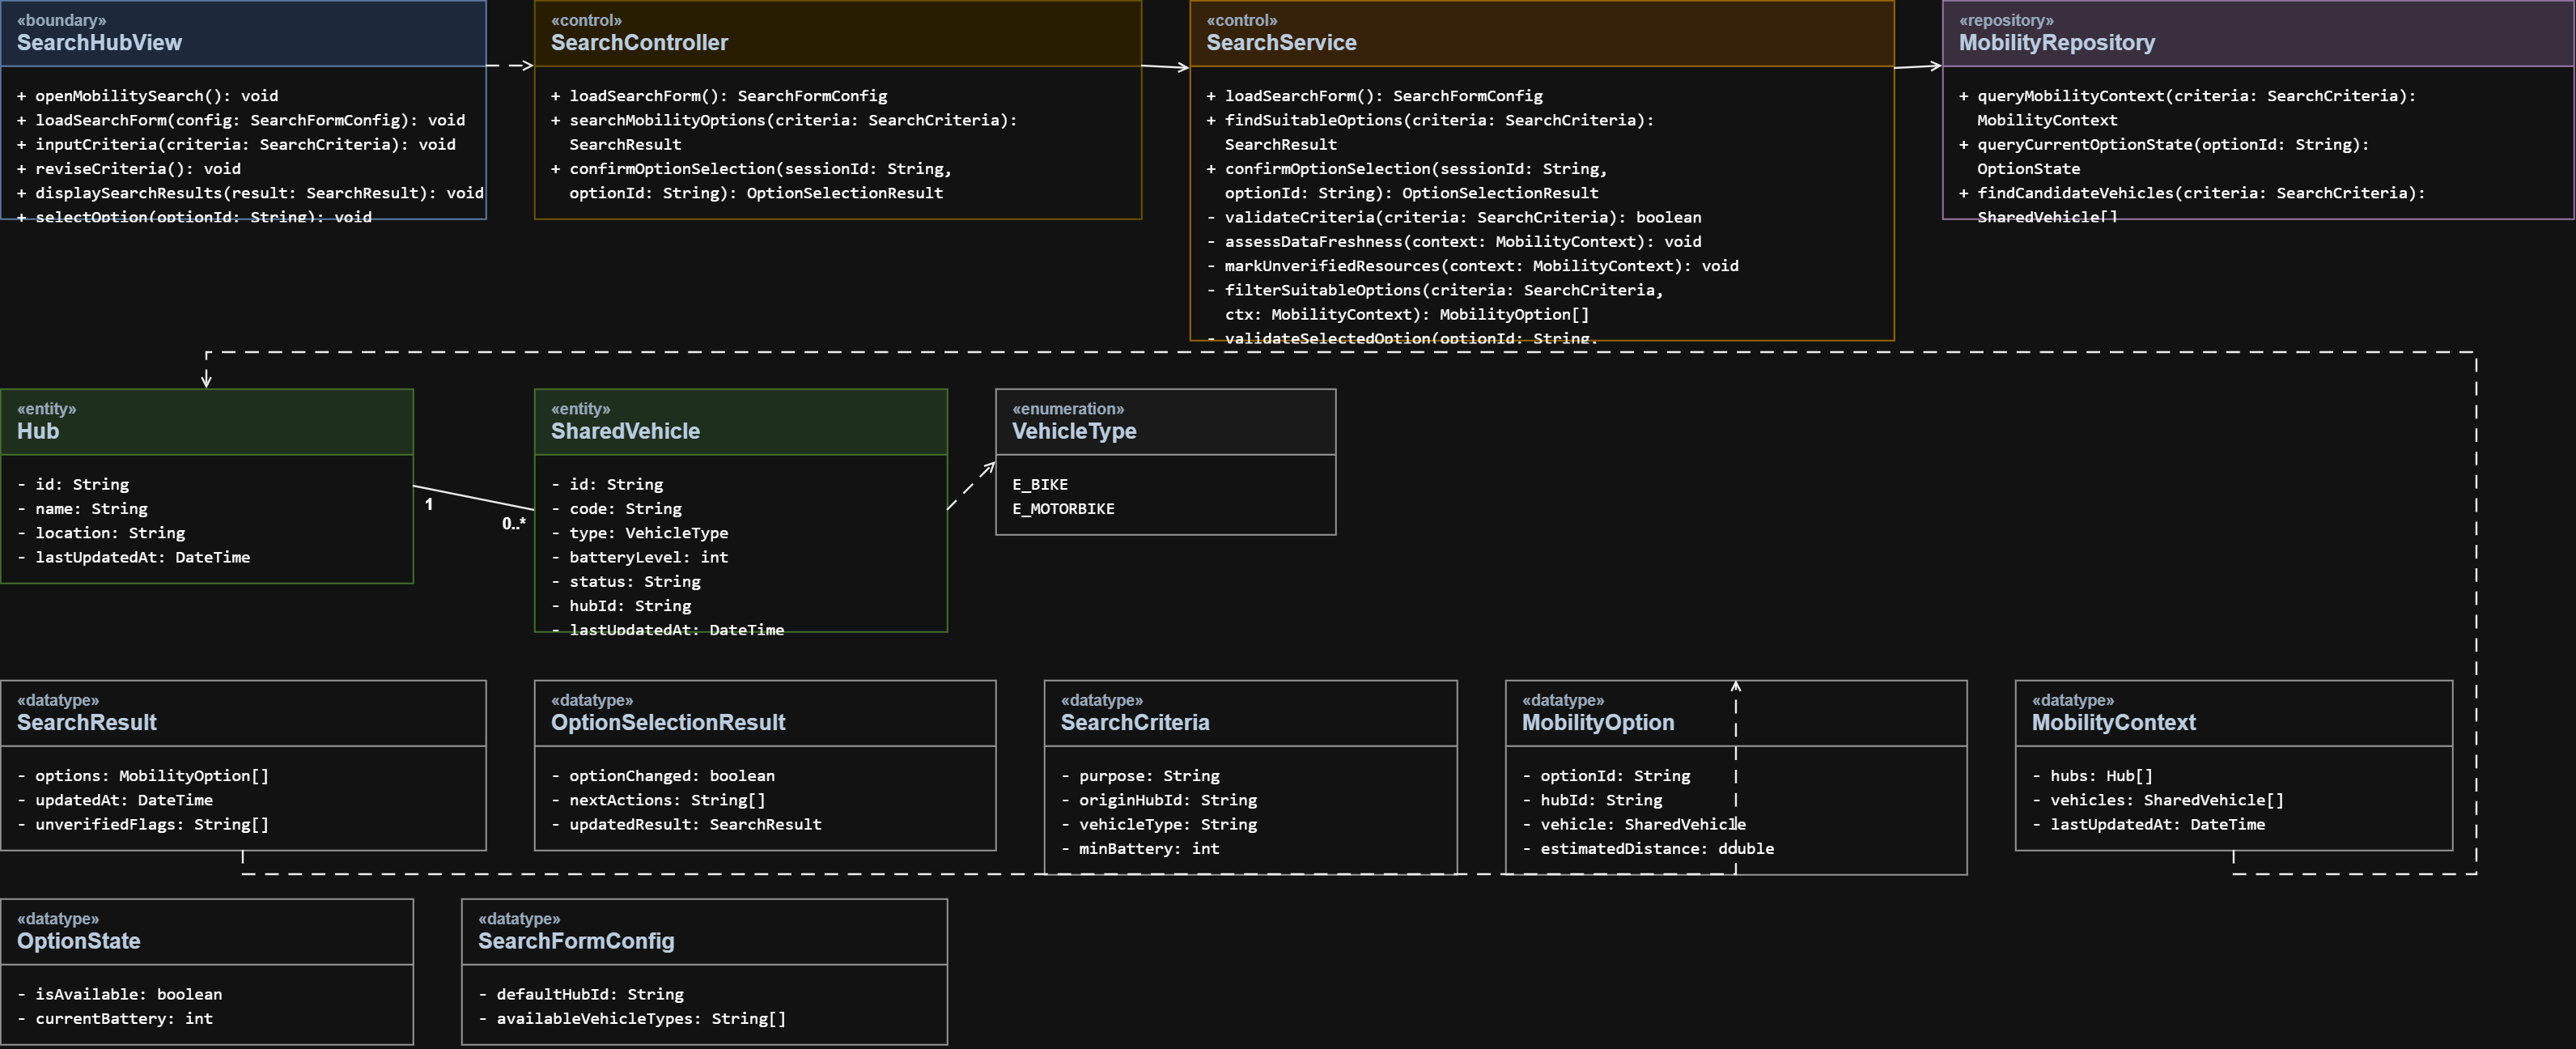 «boundary»
SearchHubView
+ openMobilitySearch(): void
+ loadSearchForm(config: SearchFormConfig): void
+ inputCriteria(criteria: SearchCriteria): void
+ reviseCriteria(): void
+ displaySearchResults(result: SearchResult): void
+ selectOption(optionId: String): void
«control»
SearchController
+ loadSearchForm(): SearchFormConfig
+ searchMobilityOptions(criteria: SearchCriteria):
SearchResult
+ confirmOptionSelection(sessionId: String,
optionId: String): OptionSelectionResult
«control»
SearchService
+ loadSearchForm(): SearchFormConfig
+ findSuitableOptions(criteria: SearchCriteria):
SearchResult
+ confirmOptionSelection(sessionId: String,
optionId: String): OptionSelectionResult
- validateCriteria(criteria: SearchCriteria): boolean
- assessDataFreshness(context: MobilityContext): void
- markUnverifiedResources(context: MobilityContext): void
- filterSuitableOptions(criteria: SearchCriteria,
ctx: MobilityContext): MobilityOption[]
- validateSelectedOption(optionId: String,
«repository»
MobilityRepository
+ queryMobilityContext(criteria: SearchCriteria):
MobilityContext
+ queryCurrentOptionState(optionId: String):
OptionState
+ findCandidateVehicles(criteria: SearchCriteria):
SharedVehicle[]
«entity»
Hub
- id: String
- name: String
- location: String
- lastUpdatedAt: DateTime
1
0..*
«entity»
SharedVehicle
- id: String
- code: String
- type: VehicleType
- batteryLevel: int
- status: String
- hubId: String
- lastUpdatedAt: DateTime
«enumeration»
VehicleType
E_BIKE
E_MOTORBIKE
«datatype»
SearchResult
- options: MobilityOption[]
- updatedAt: DateTime
- unverifiedFlags: String[]
«datatype»
OptionSelectionResult
- optionChanged: boolean
- nextActions: String[]
- updatedResult: SearchResult
«datatype»
SearchCriteria
- purpose: String
- originHubId: String
- vehicleType: String
- minBattery: int
«datatype»
MobilityOption
- optionId: String
- hubId: String
- vehicle: SharedVehicle
- estimatedDistance: double
«datatype»
MobilityContext
- hubs: Hub[]
- vehicles: SharedVehicle[]
- lastUpdatedAt: DateTime
«datatype»
OptionState
- isAvailable: boolean
- currentBattery: int
«datatype»
SearchFormConfig
- defaultHubId: String
- availableVehicleTypes: String[]